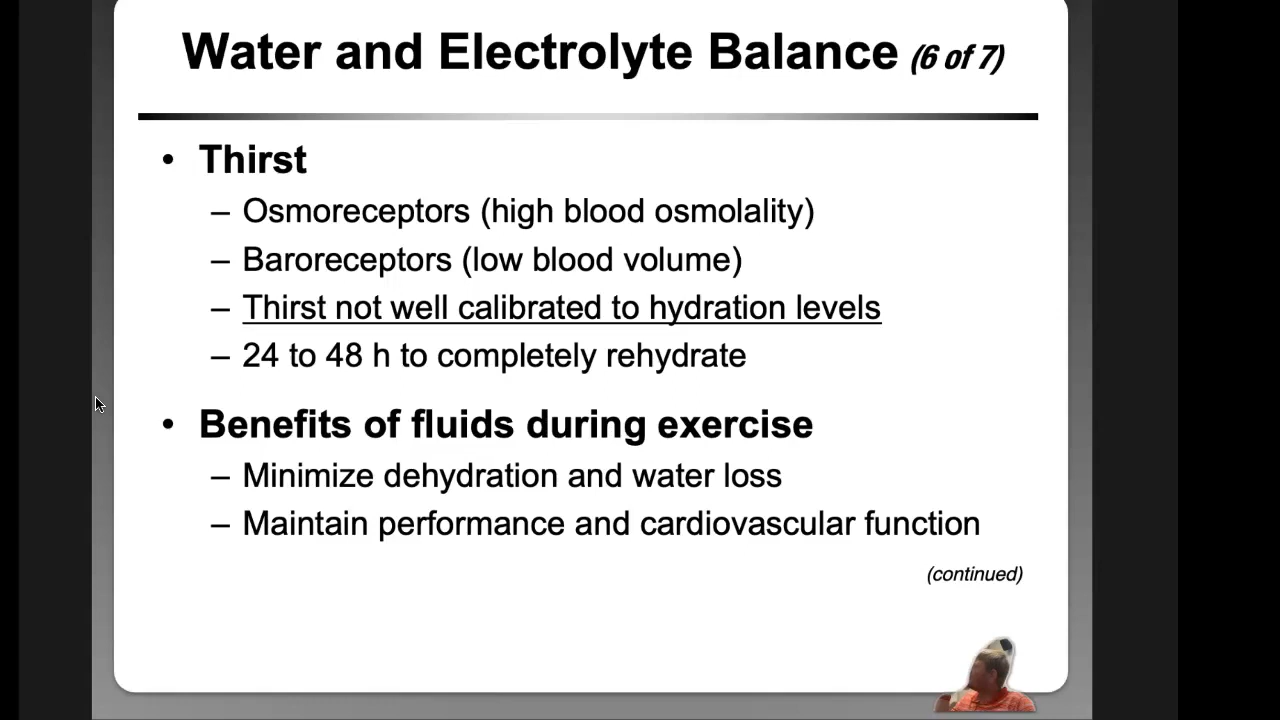 Water and Electrolyte Balance (6 of 7)
• Thirst
– Osmoreceptors (high blood osmolality)
– Baroreceptors (low blood volume)
– Thirst not well calibrated to hydration levels
– 24 to 48 h to completely rehydrate
• Benefits of fluids during exercise
– Minimize dehydration and water loss
– Maintain performance and cardiovascular function
(continued)